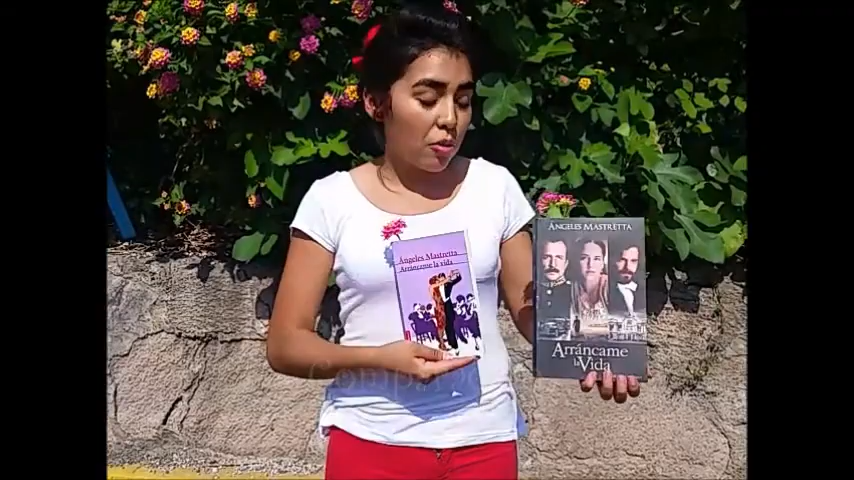 ÁNGELES MASTRETTA
Ángeles Mastretta
Arráncame la vida
ARRÁNCAME
LA VIDA